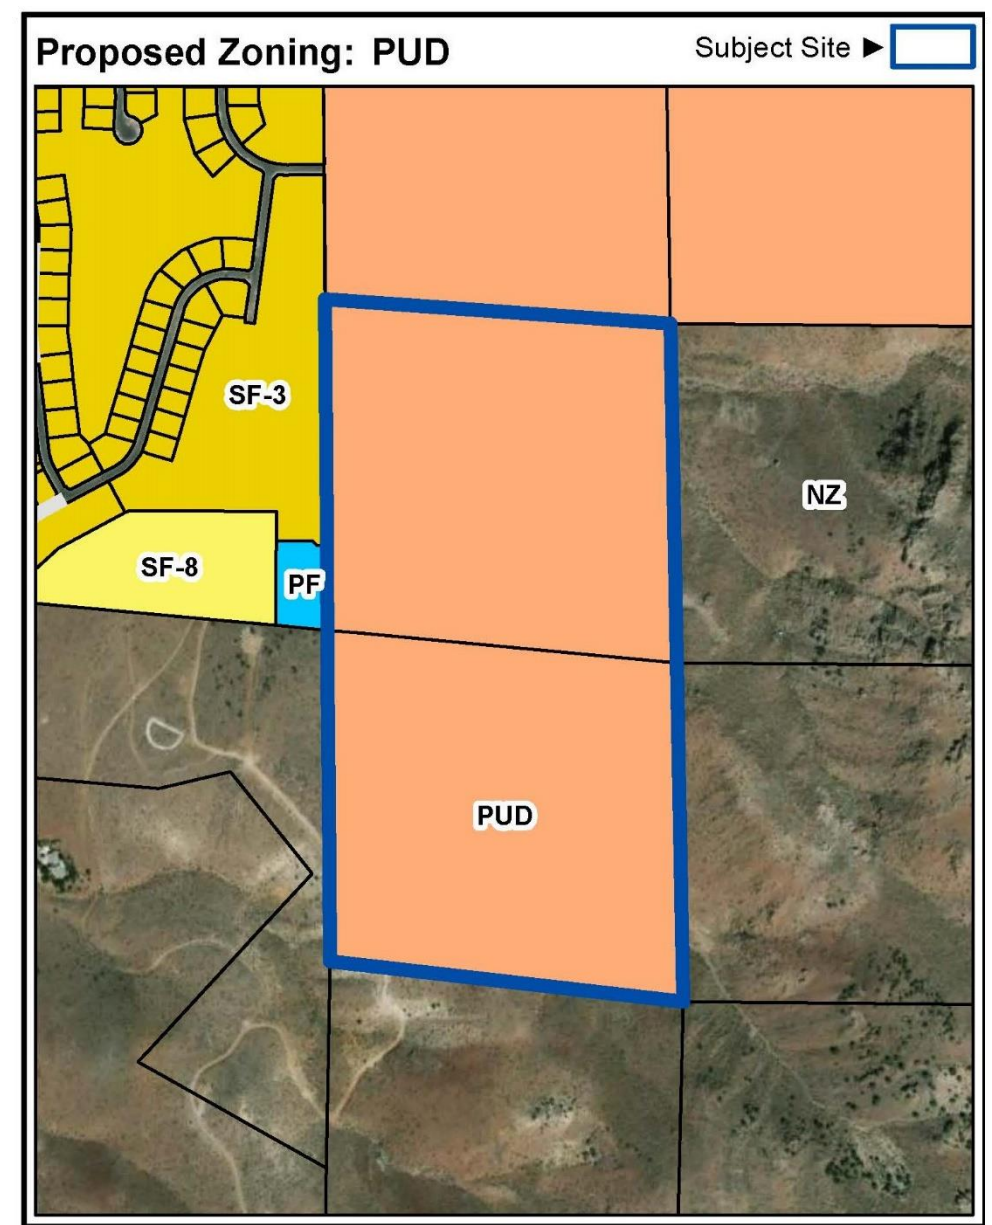 Proposed Zoning: PUD
Subject Site ►
SF-3
NZ
SF-8
PF
PUD